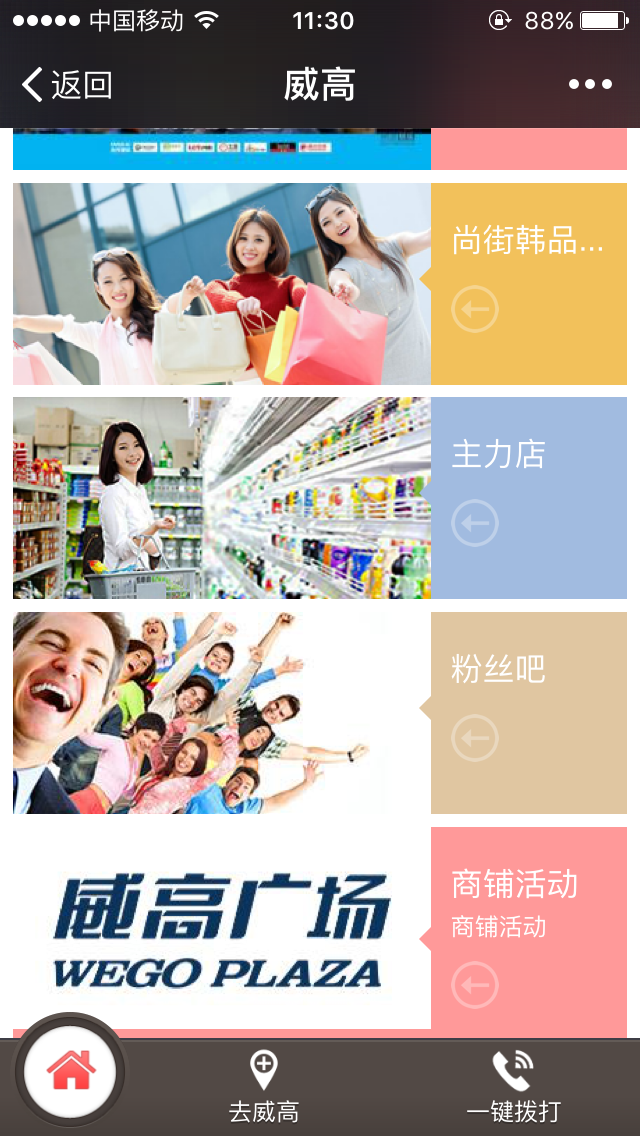 中国移动
11:30
88%
返回
威高
尚街韩品...
主力店
粉丝吧
商铺活动
商铺活动
威高广场
WEGO PLAZA
去威高
一键拨打